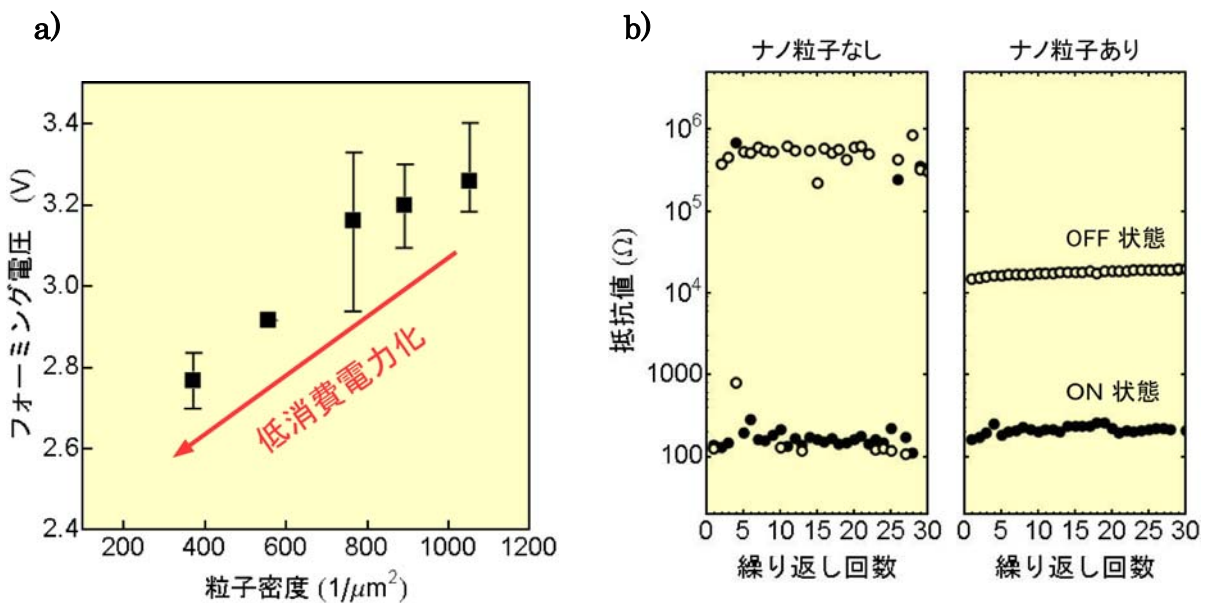 a)
3.4
3.2
3.0
2.8
2.6
2.4
フォーミング電圧 (V)
低消費電力化
200 400 600 800 1000 1200
粒子密度 (1/μm²)
b)
ナノ粒子なし
ナノ粒子あり
10⁶
10⁵
10⁴
1000
100
抵抗値 (Ω)
OFF 状態
ON 状態
0 5 10 15 20 25 30
0 5 10 15 20 25 30
繰り返し回数
繰り返し回数